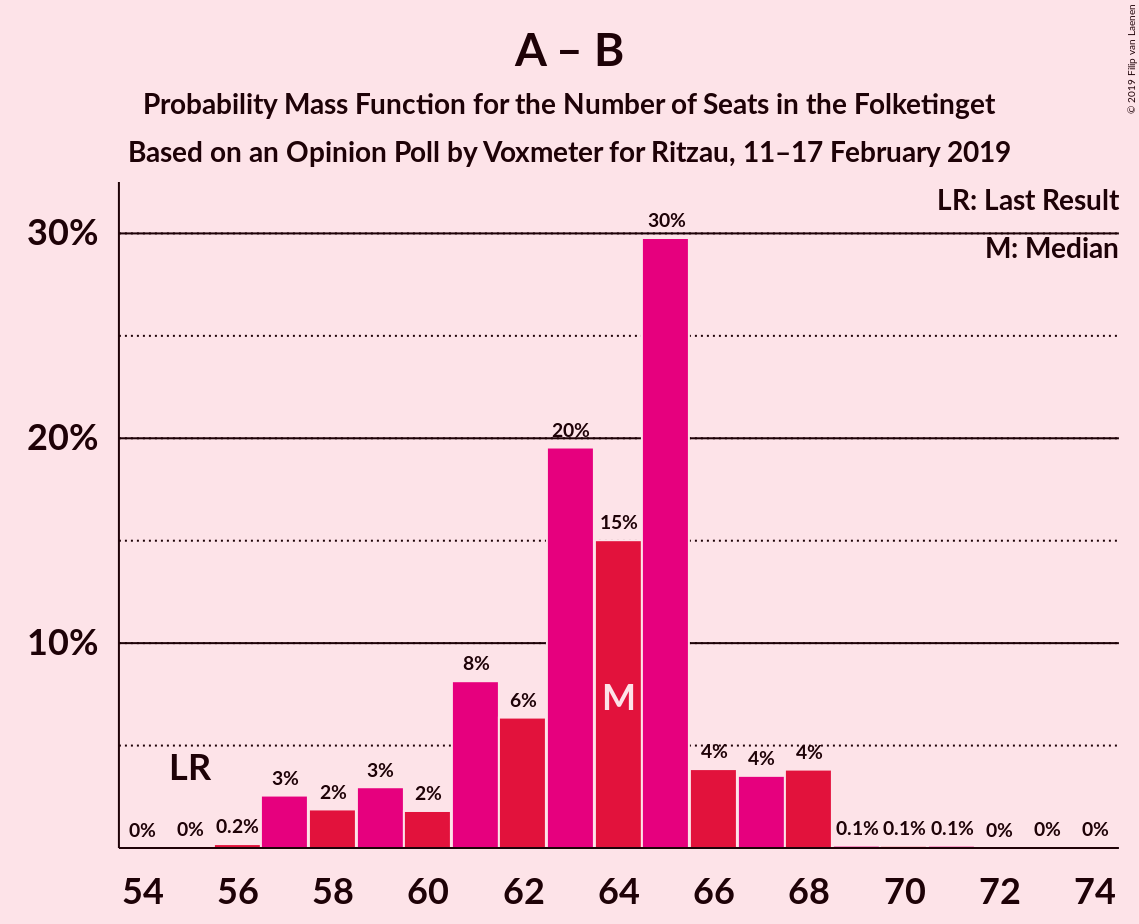 A – B
Probability Mass Function for the Number of Seats in the Folketinget
Based on an Opinion Poll by Voxmeter for Ritzau, 11–17 February 2019
© 2019 Filip van Laenen
LR: Last Result
M: Median
30%
20%
10%
0%
0%
0.2%
3%
2%
3%
2%
8%
6%
20%
15%
30%
4%
4%
4%
0.1%
0.1%
0.1%
0%
0%
0%
LR
M
54 56 58 60 62 64 66 68 70 72 74